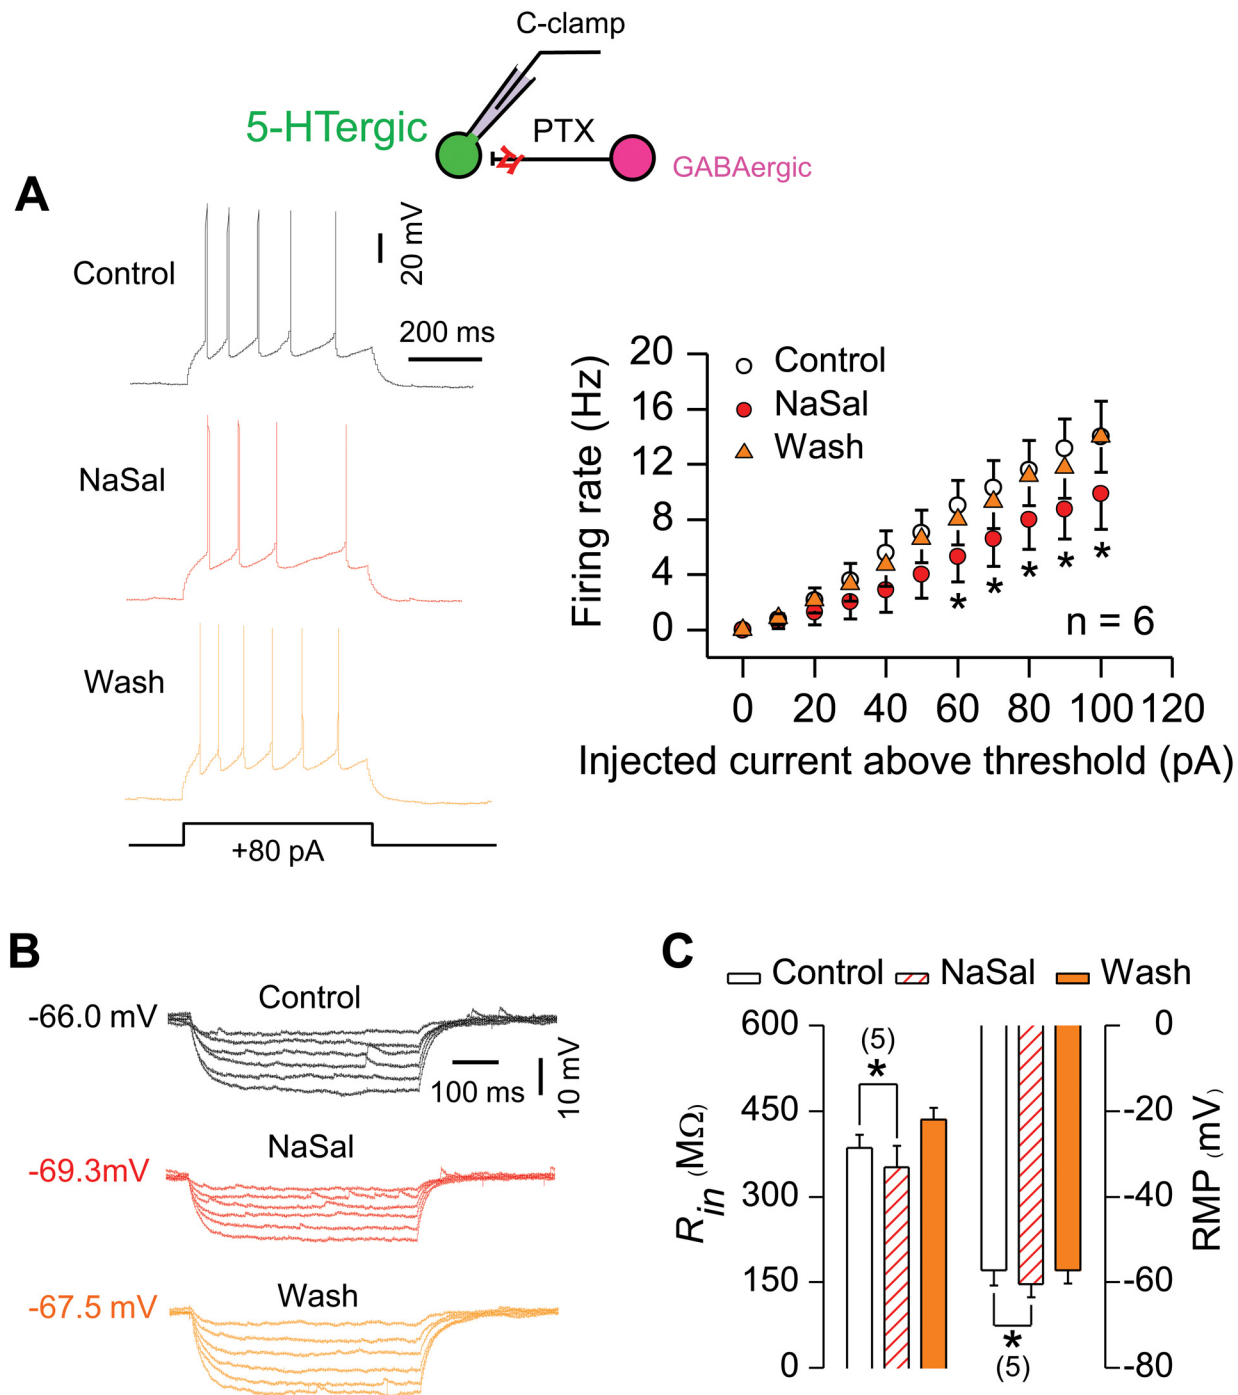 C-clamp
5-HTergic
PTX
GABAergic
A
Control
20 mV
200 ms
NaSal
Wash
+80 pA
Firing rate (Hz)
20
16
12
8
4
0
Control
NaSal
Wash
* * * * *
n = 6
0 20 40 60 80 100 120
Injected current above threshold (pA)
B
Control
-66.0 mV
100 ms
10 mV
NaSal
-69.3mV
Wash
-67.5 mV
C
Control NaSal Wash
Rin (MΩ)
600
450
300
150
0
(5)
*
*
(5)
0
-20
-40
-60
-80
RMP (mV)